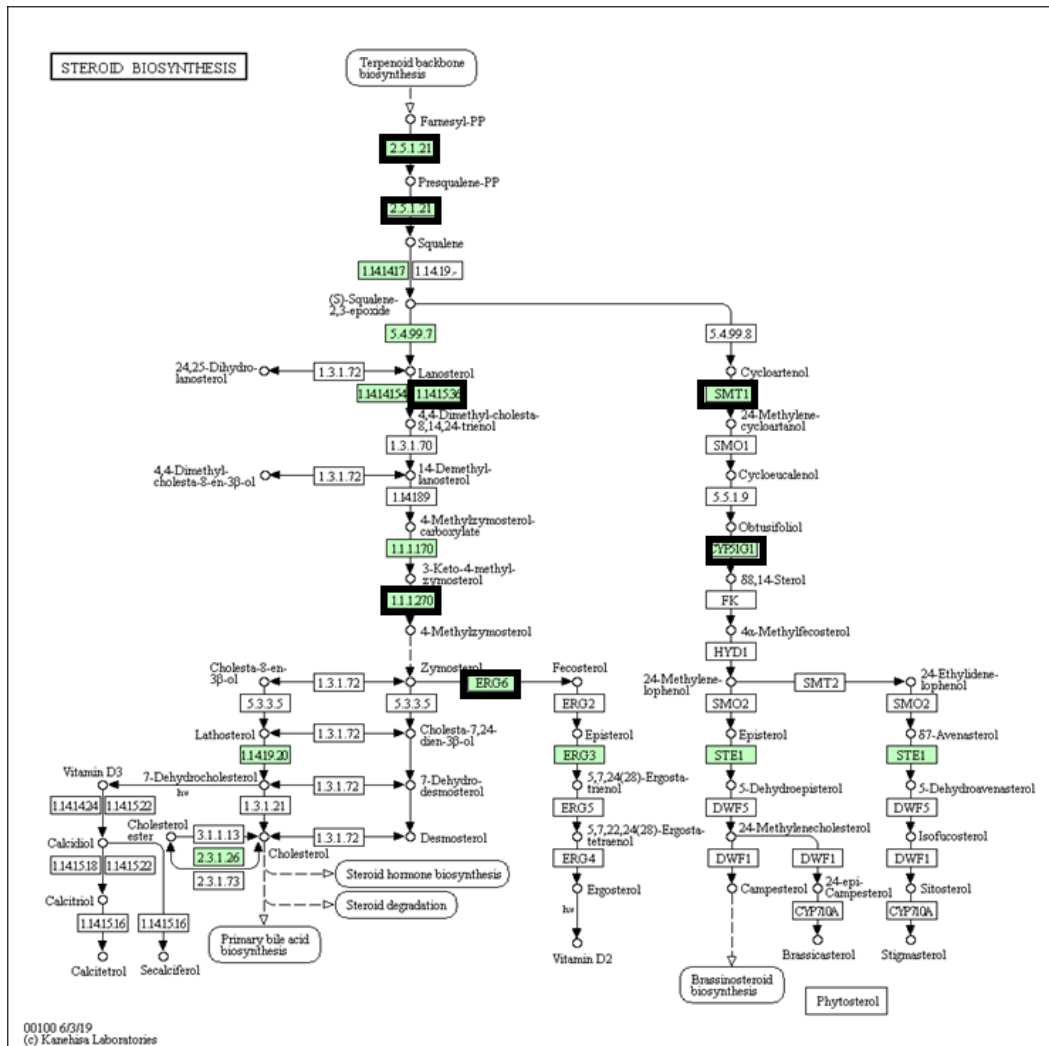 STEROID BIOSYNTHESIS
Terpenoid backbone
biosynthesis
Farnesyl-PP
2.5.1.21
Presqualene-PP
2.5.1.21
Squalene
1.14.14.17
1.14.19.-
(S)-Squalene-
2,3-epoxide
5.4.99.7
5.4.99.8
24,25-Dihydro-
lanosterol
1.3.1.72
Lanosterol
Cycloartenol
1.14.14.154
1.14.15.36
SMT1
4,4-Dimethyl-cholesta-
8,14,24-trienol
24-Methylene-
cycloartanol
1.3.1.70
SMO1
4,4-Dimethyl-
cholesta-8-en-3β-ol
1.3.1.72
14-Demethyl-
lanosterol
Cycloeucalenol
1.14.18.9
5.5.1.9
4-Methylzymosterol-
carboxylate
Obtusifoliol
1.1.1.170
CYP51G1
3-Keto-4-methyl-
zymosterol
δ8,14-Sterol
1.1.1.270
FK
4-Methylzymosterol
4α-Methylfecosterol
HYD1
Cholesta-8-en-
3β-ol
1.3.1.72
Zymosterol
ERG6
Fecosterol
24-Methylene-
lophenol
SMT2
24-Ethylidene-
lophenol
5.3.3.5
5.3.3.5
ERG2
SMO2
SMO2
Lathosterol
1.3.1.72
Cholesta-7,24-
dien-3β-ol
Episterol
Episterol
δ7-Avenasterol
1.14.19.20
ERG3
STE1
STE1
Vitamin D3
7-Dehydrocholesterol
hν
1.3.1.72
7-Dehydro-
desmosterol
5,7,24(28)-Ergosta-
trienol
5-Dehydroepisterol
5-Dehydroavenasterol
1.14.14.24
1.14.15.22
1.3.1.21
ERG5
DWF5
DWF5
Calcidiol
Cholesterol
ester
3.1.1.13
Cholesterol
1.3.1.72
Desmosterol
5,7,22,24(28)-Ergosta-
tetraenol
24-Methylenecholesterol
Isofucosterol
1.14.15.18
1.14.15.22
2.3.1.26
2.3.1.73
ERG4
DWF1
DWF1
DWF1
Steroid hormone biosynthesis
Ergosterol
Campesterol
24-epi-
Campesterol
Sitosterol
Calcitriol
Steroid degradation
hν
CYP710A
CYP710A
1.14.15.16
1.14.15.16
Primary bile acid
biosynthesis
Calcitetrol
Secalciferol
Vitamin D2
Brassicasterol
Stigmasterol
Brassinosteroid
biosynthesis
Phytosterol
00100 6/3/19
(c) Kanehisa Laboratories